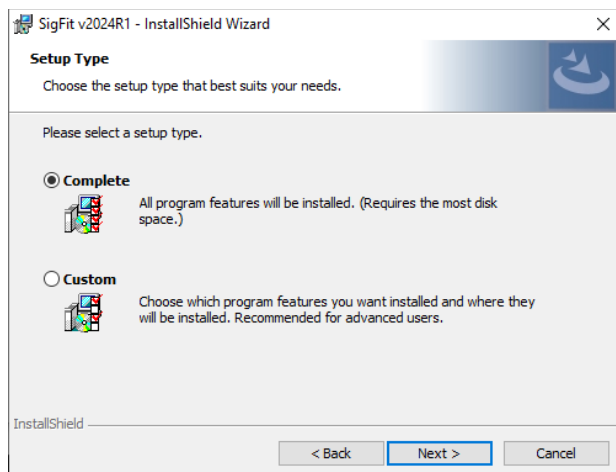 SigFit v2024R1 - InstallShield Wizard
Setup Type
Choose the setup type that best suits your needs.
Please select a setup type.
Complete
All program features will be installed. (Requires the most disk
space.)
Custom
Choose which program features you want installed and where they
will be installed. Recommended for advanced users.
InstallShield
< Back
Next >
Cancel